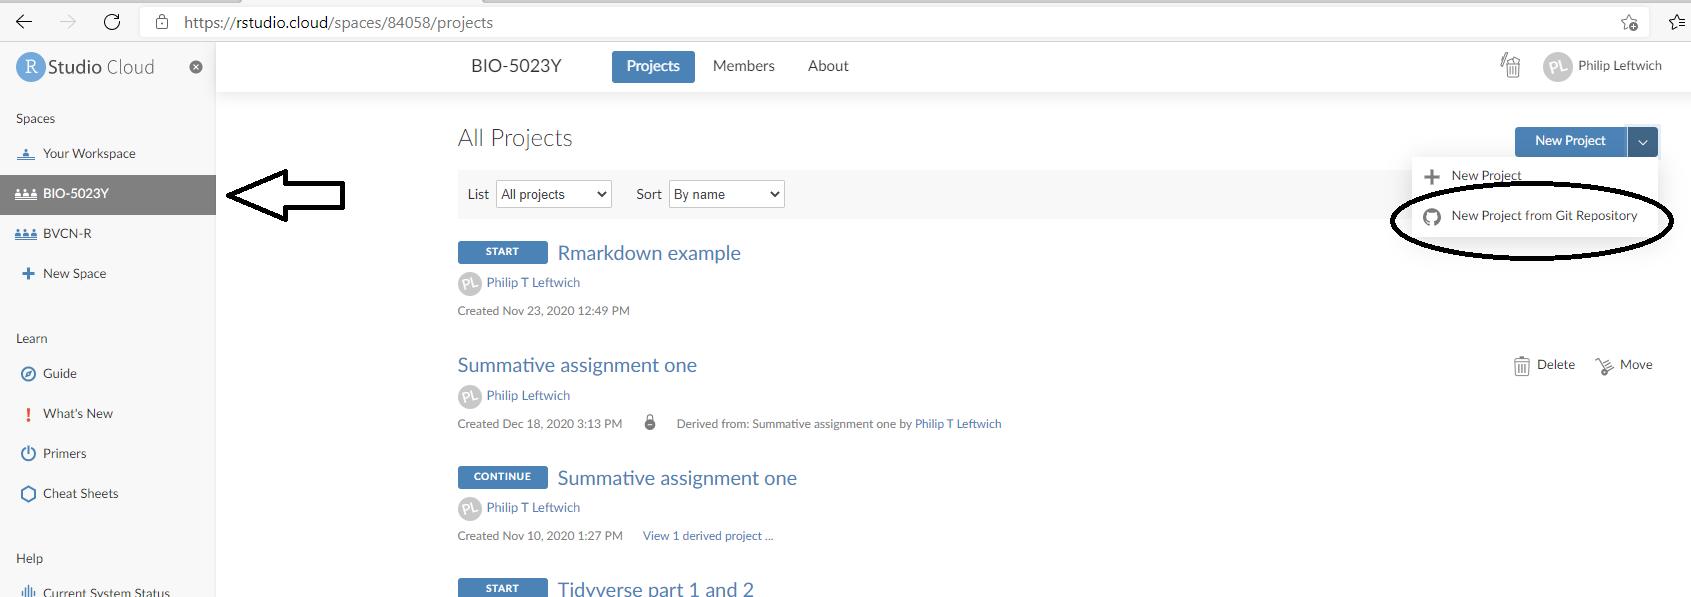 https://rstudio.cloud/spaces/84058/projects
R Studio Cloud
BIO-5023Y
Projects
Members
About
PL Philip Leftwich
Spaces
Your Workspace
BIO-5023Y
BVCN-R
New Space
Learn
Guide
What's New
Primers
Cheat Sheets
Help
Current System Status
All Projects
New Project
New Project
New Project from Git Repository
List All projects Sort By name
START Rmarkdown example
PL Philip T Leftwich
Created Nov 23, 2020 12:49 PM
Summative assignment one
Delete Move
PL Philip Leftwich
Created Dec 18, 2020 3:13 PM Derived from: Summative assignment one by Philip T Leftwich
CONTINUE Summative assignment one
PL Philip T Leftwich
Created Nov 10, 2020 1:27 PM View 1 derived project ...
START Tidyverse part 1 and 2